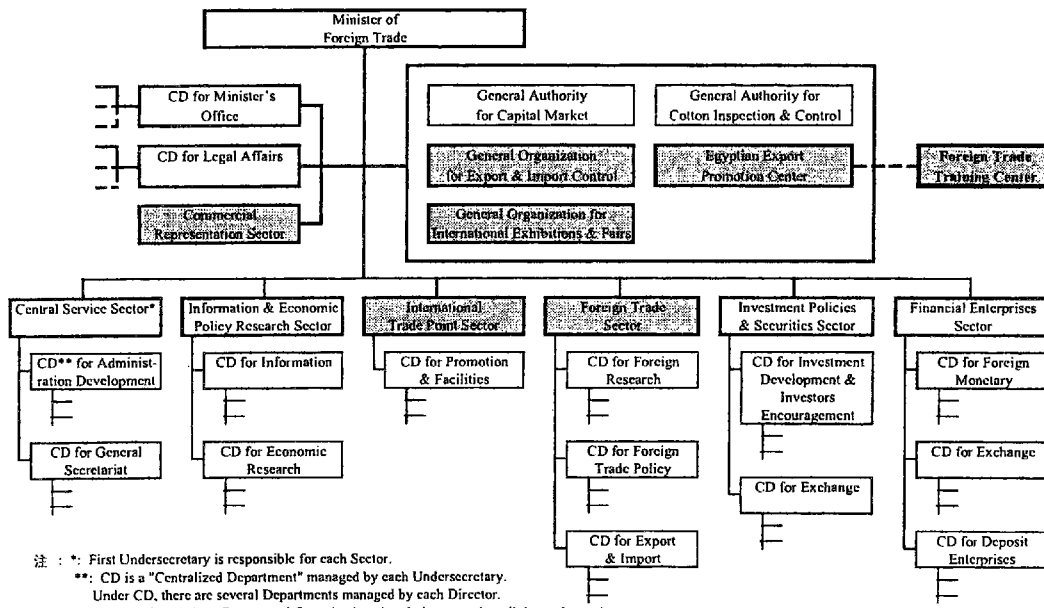 Minister of
Foreign Trade
CD for Minister's
Office
CD for Legal Affairs
Commercial
Representation Sector
General Authority
for Capital Market
General Authority for
Cotton Inspection & Control
General Organization
for Export & Import Control
Egyptian Export
Promotion Center
General Organization for
International Exhibitions & Fairs
Foreign Trade
Training Center
Central Service Sector*
CD** for Administ-
ration Development
CD for General
Secretariat
Information & Economic
Policy Research Sector
CD for Information
CD for Economic
Research
International
Trade Point Sector
CD for Promotion
& Facilities
Foreign Trade
Sector
CD for Foreign
Research
CD for Foreign
Trade Policy
CD for Export
& Import
Investment Policies
& Securities Sector
CD for Investment
Development &
Investors
Encouragement
CD for Exchange
Financial Enterprises
Sector
CD for Foreign
Monetary
CD for Exchange
CD for Deposit
Enterprises
注 : *: First Undersecretary is responsible for each Sector.
**: CD is a "Centralized Department" managed by each Undersecretary.
Under CD, there are several Departments managed by each Director.